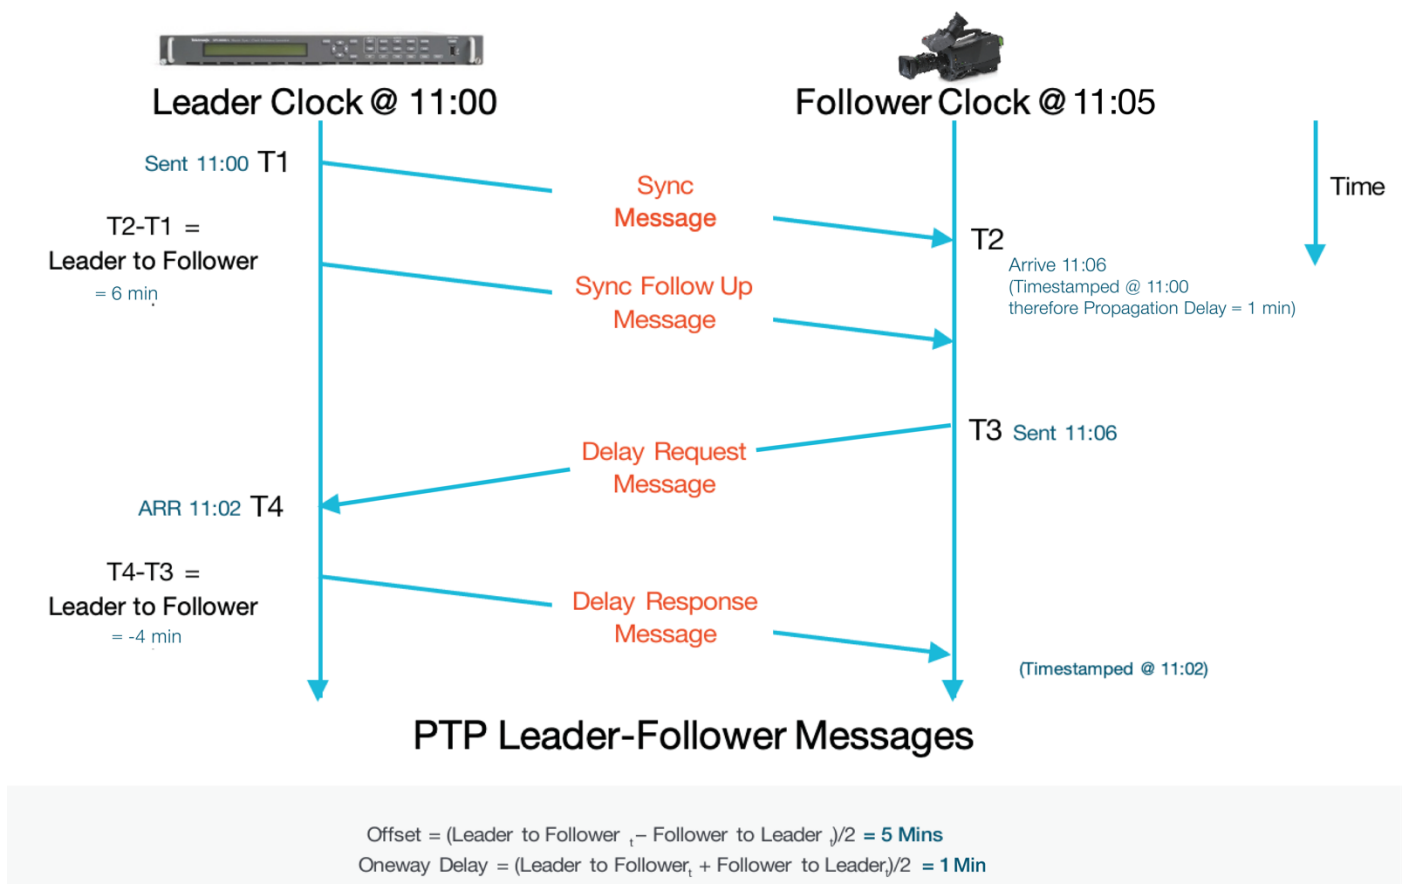 Leader Clock @ 11:00
Follower Clock @ 11:05
Sent 11:00 T1
Sync
Message
Time
T2-T1 =
Leader to Follower
= 6 min
T2
Arrive 11:06
(Timestamped @ 11:00
therefore Propagation Delay = 1 min)
Sync Follow Up
Message
T3 Sent 11:06
Delay Request
Message
ARR 11:02 T4
T4-T3 =
Leader to Follower
= -4 min
Delay Response
Message
(Timestamped @ 11:02)
PTP Leader-Follower Messages
Offset = (Leader to Follower t – Follower to Leader t)/2 = 5 Mins
Oneway Delay = (Leader to Followert + Follower to Leadert)/2 = 1 Min